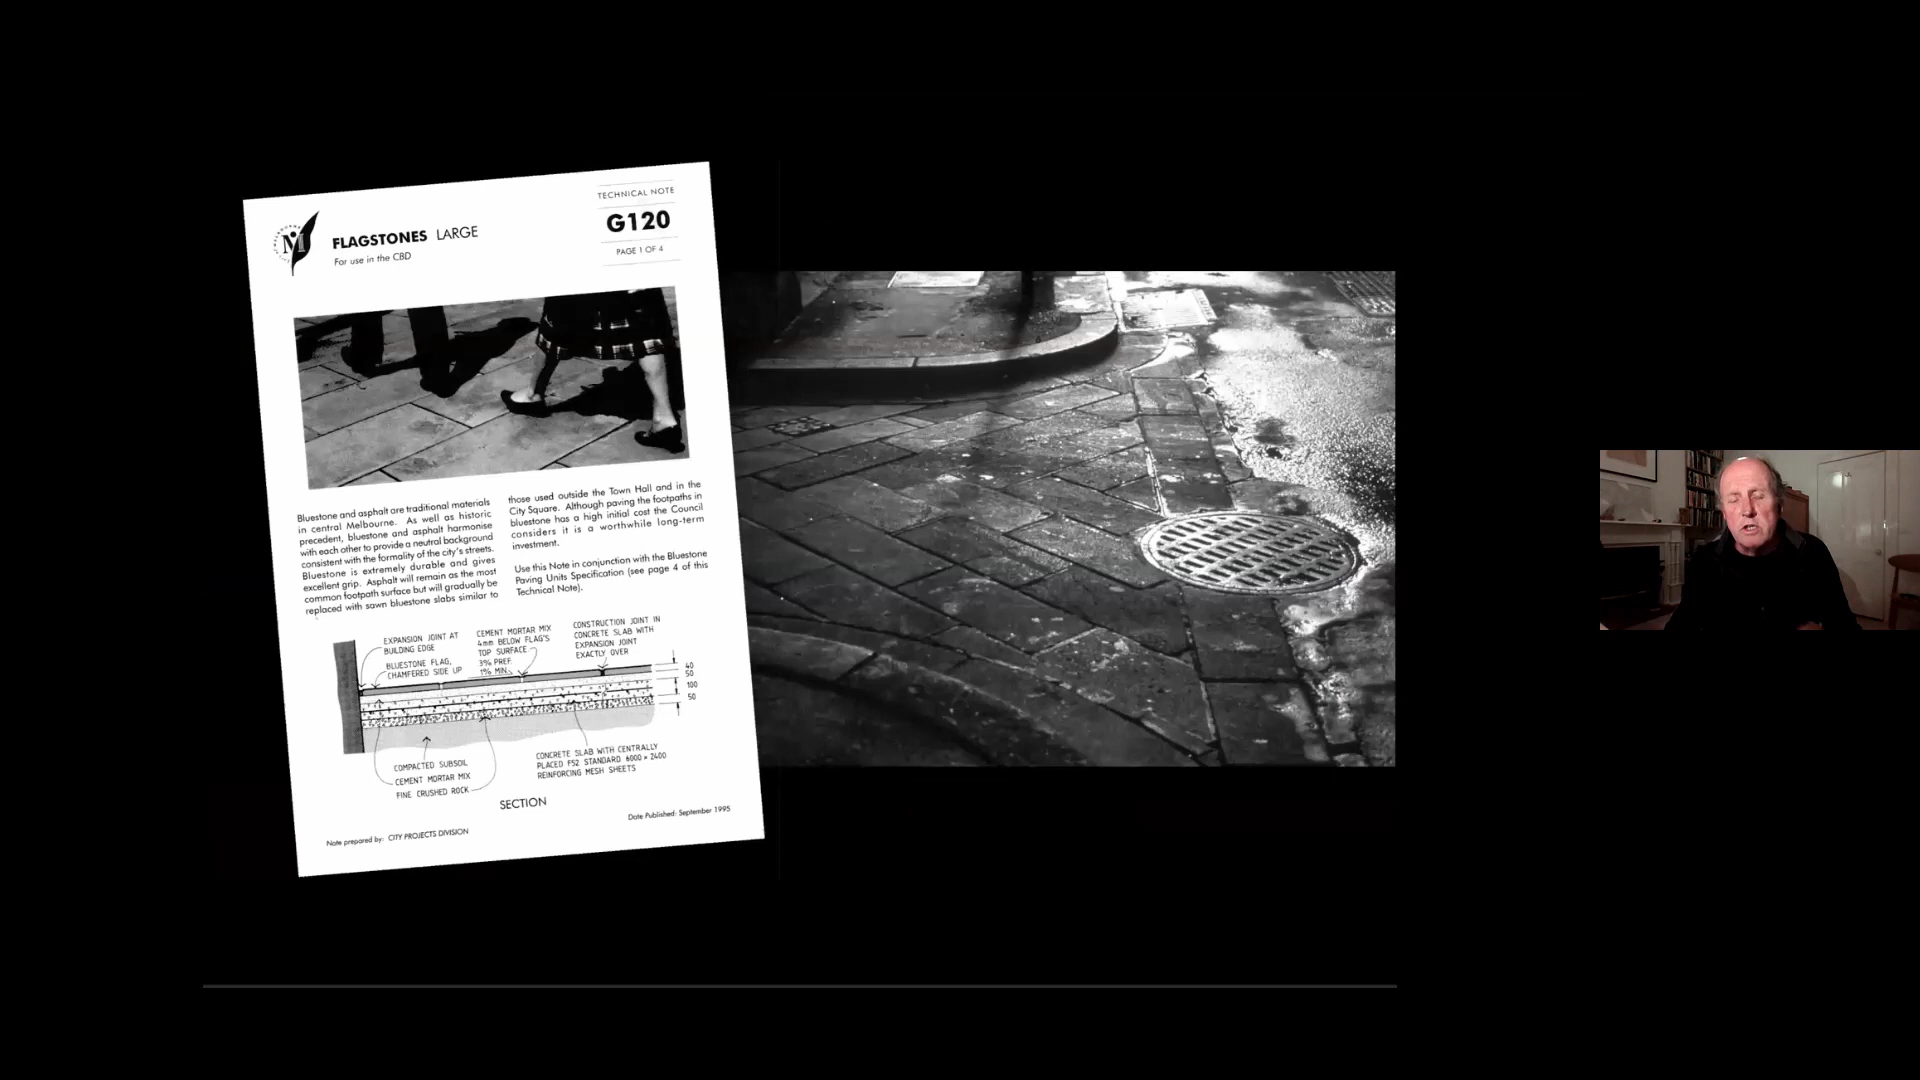 FLAGSTONES LARGE
For use in the CBD
TECHNICAL NOTE
G120
PAGE 1 OF 4
Bluestone and asphalt are traditional materials
in central Melbourne. As well as historic
precedent, bluestone and asphalt harmonise
with each other to provide a neutral background
consistent with the formality of the city's streets.
Bluestone is extremely durable and gives
excellent grip. Asphalt will remain as the most
common footpath surface but will gradually be
replaced with sawn bluestone slabs similar to
those used outside the Town Hall and in the
City Square. Although paving the footpaths in
bluestone has a high initial cost the Council
considers it is a worthwhile long-term
investment.
Use this Note in conjunction with the Bluestone
Paving Units Specification (see page 4 of this
Technical Note).
EXPANSION JOINT AT
BUILDING EDGE
BLUESTONE FLAG,
CHAMFERED SIDE UP
CEMENT MORTAR MIX
4mm BELOW FLAG'S
TOP SURFACE
3% PREF.
1% MIN.
CONSTRUCTION JOINT IN
CONCRETE SLAB WITH
EXPANSION JOINT
EXACTLY OVER
40
50
100
50
COMPACTED SUBSOIL
CEMENT MORTAR MIX
FINE CRUSHED ROCK
CONCRETE SLAB WITH CENTRALLY
PLACED F52 STANDARD 6000 x 2400
REINFORCING MESH SHEETS
SECTION
Note prepared by: CITY PROJECTS DIVISION
Date Published: September 1995